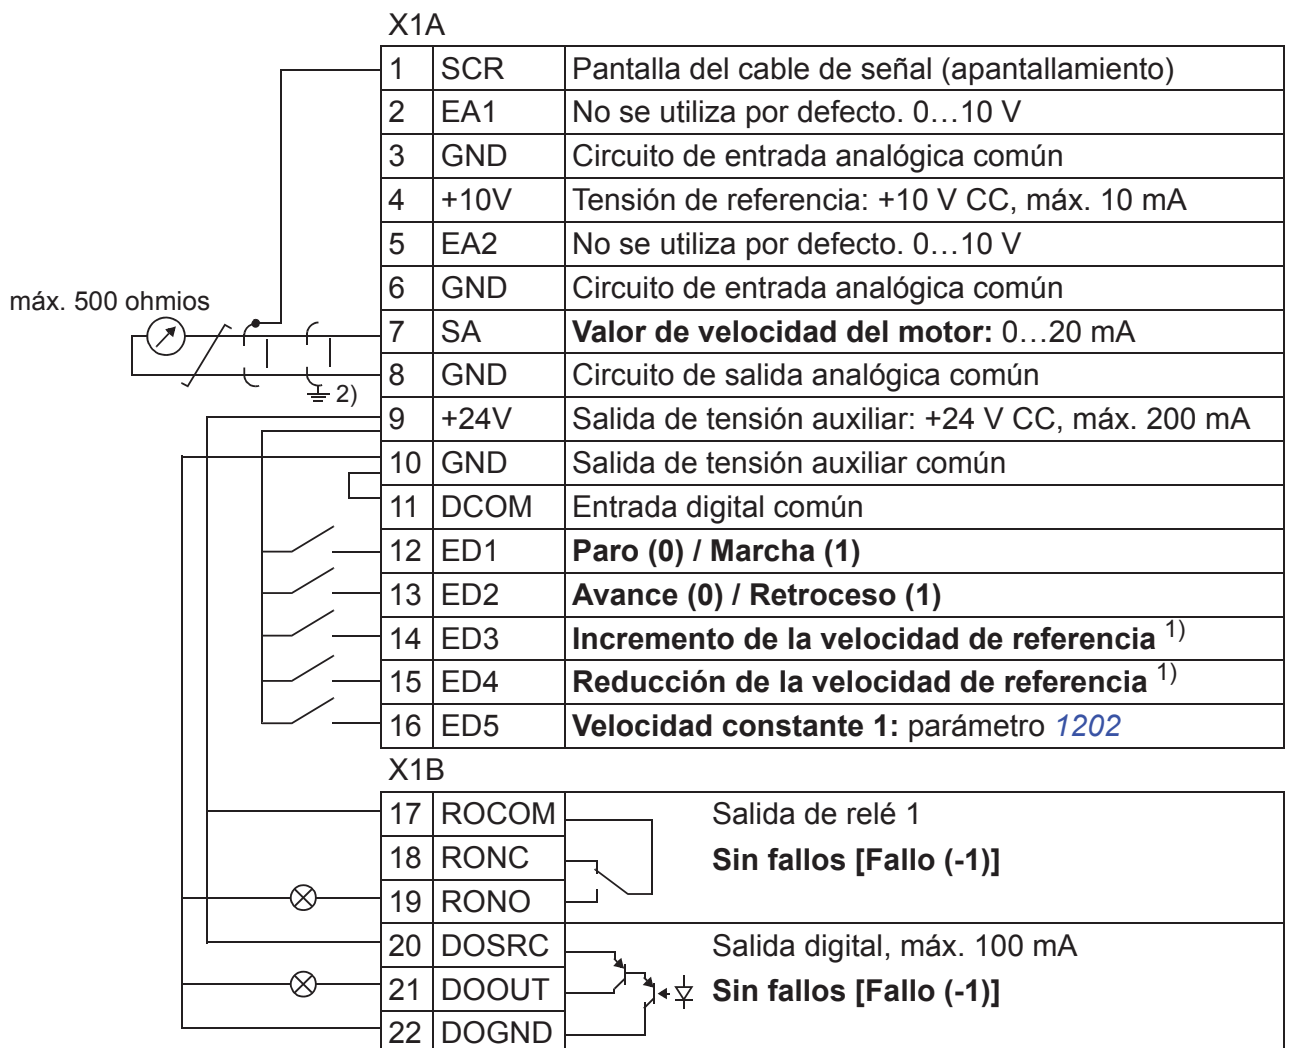 X1A
1 SCR Pantalla del cable de señal (apantallamiento)
2 EA1 No se utiliza por defecto. 0…10 V
3 GND Circuito de entrada analógica común
4 +10V Tensión de referencia: +10 V CC, máx. 10 mA
5 EA2 No se utiliza por defecto. 0…10 V
6 GND Circuito de entrada analógica común
máx. 500 ohmios
7 SA Valor de velocidad del motor: 0…20 mA
8 GND Circuito de salida analógica común
2)
9 +24V Salida de tensión auxiliar: +24 V CC, máx. 200 mA
10 GND Salida de tensión auxiliar común
11 DCOM Entrada digital común
12 ED1 Paro (0) / Marcha (1)
13 ED2 Avance (0) / Retroceso (1)
14 ED3 Incremento de la velocidad de referencia 1)
15 ED4 Reducción de la velocidad de referencia 1)
16 ED5 Velocidad constante 1: parámetro 1202
X1B
17 ROCOM Salida de relé 1
18 RONC Sin fallos [Fallo (-1)]
19 RONO
20 DOSRC Salida digital, máx. 100 mA
21 DOOUT Sin fallos [Fallo (-1)]
22 DOGND